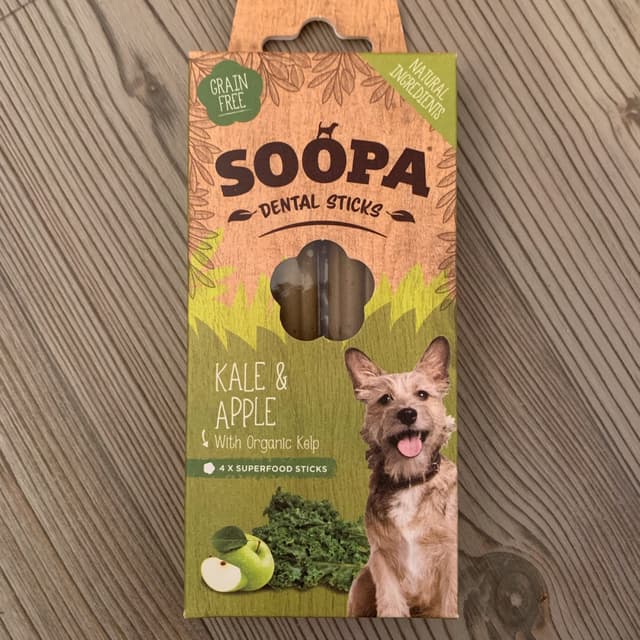 GRAIN
FREE
NATURAL
INGREDIENTS
SOOPA
DENTAL STICKS
KALE &
APPLE
With Organic Kelp
4 X SUPERFOOD STICKS